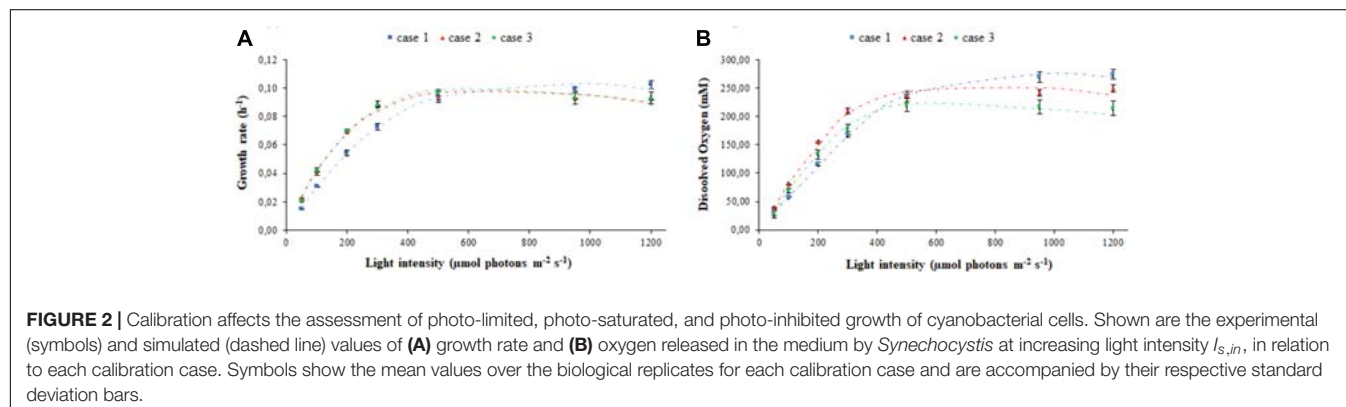 A
case 1 case 2 case 3
0,12
0,10
0,08
0,06
0,04
0,02
0,00
Growth rate (h-1)
0 200 400 600 800 1000 1200
Light intensity (μmol photons m-2 s-1)
B
case 1 case 2 case 3
300,00
250,00
200,00
150,00
100,00
50,00
0,00
Disolved Oxygen (mM)
0 200 400 600 800 1000 1200
Light intensity (μmol photons m-2 s-1)
FIGURE 2 | Calibration affects the assessment of photo-limited, photo-saturated, and photo-inhibited growth of cyanobacterial cells. Shown are the experimental
(symbols) and simulated (dashed line) values of (A) growth rate and (B) oxygen released in the medium by Synechocystis at increasing light intensity Is,in, in relation
to each calibration case. Symbols show the mean values over the biological replicates for each calibration case and are accompanied by their respective standard
deviation bars.